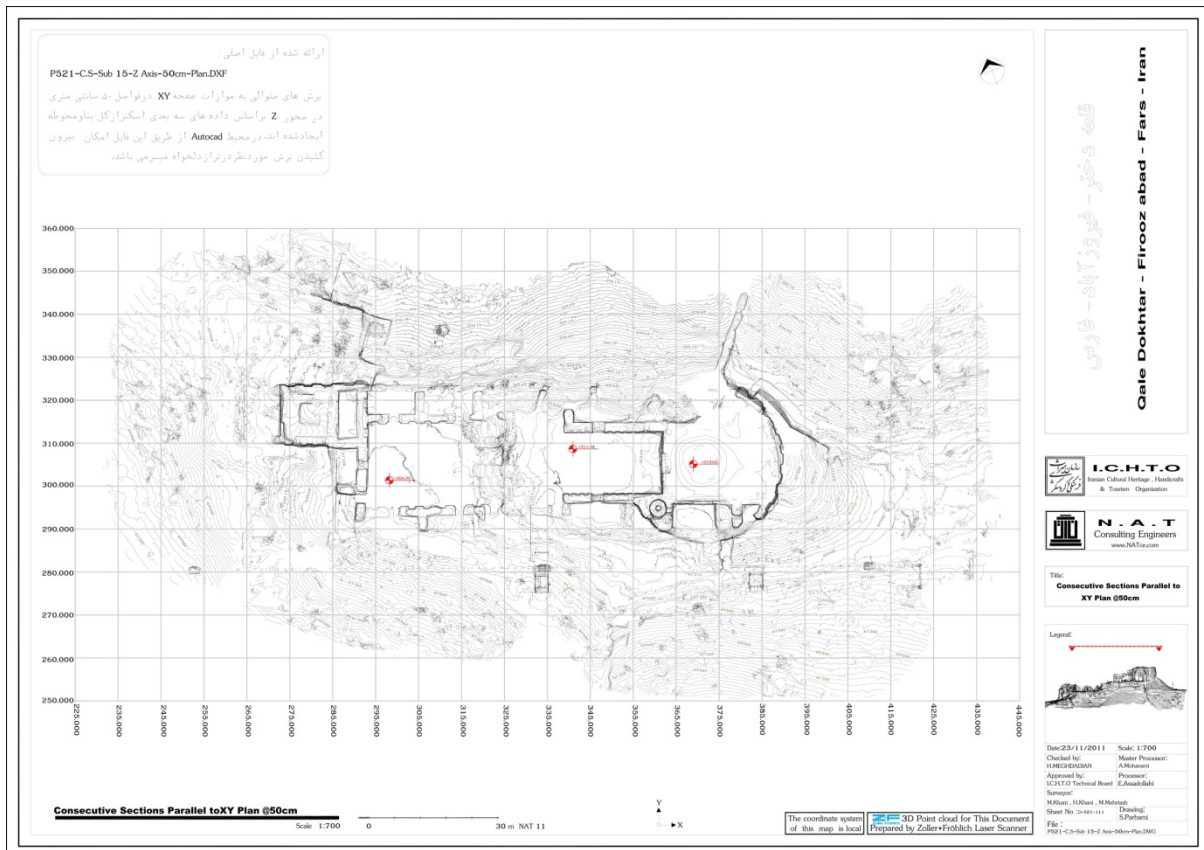 ارائه شده از فایل اصلی:
P521-C.S-Sub 15-Z Axis-50cm-Plan.DXF
برش های متوالی به موازات صفحه XY درفواصل ۵۰ سانتی متری
در محور Z براساس داده های سه بعدی اسکنرازکل بناومحوطه
ایجادشده اند.درمحیط Autocad از طریق این فایل امکان بیرون
کشیدن برش موردنظردرترازدلخواه میسرمی باشد.
360.000
350.000
340.000
330.000
320.000
310.000
300.000
290.000
280.000
270.000
260.000
250.000
225.000
235.000
245.000
255.000
265.000
275.000
285.000
295.000
305.000
315.000
325.000
335.000
345.000
355.000
365.000
375.000
385.000
395.000
405.000
415.000
425.000
435.000
445.000
Consecutive Sections Parallel toXY Plan @50cm
Scale 1:700
0 30 m NAT 11
Y
X
The coordinate system
of this map is local
ZF 3D Point cloud for This Document
Prepared by Zoller+Fröhlich Laser Scanner
قلعه دختر - فیروزآباد - فارس
Qale Dokhtar - Firooz abad - Fars - Iran
I.C.H.T.O
Iranian Cultural Heritage , Handicrafts
& Tourism Organization
N.A.T
Consulting Engineers
www.NATce.com
Title:
Consecutive Sections Parallel to
XY Plan @50cm
Legend:
Date:23/11/2011 Scale: 1:700
Checked by: Master Processor:
H.MEGHDADIAN A.Moharami
Approved by: Processor:
I.C.H.T.O Technical Board E.Assadollahi
Surveyor:
M.Khani , H.Khani , M.Mehrtash
Sheet No :O-521-111 Drawing:
S.Parhami
File :
P521-C.S-Sub 15-Z Axis-50cm-Plan.DWG